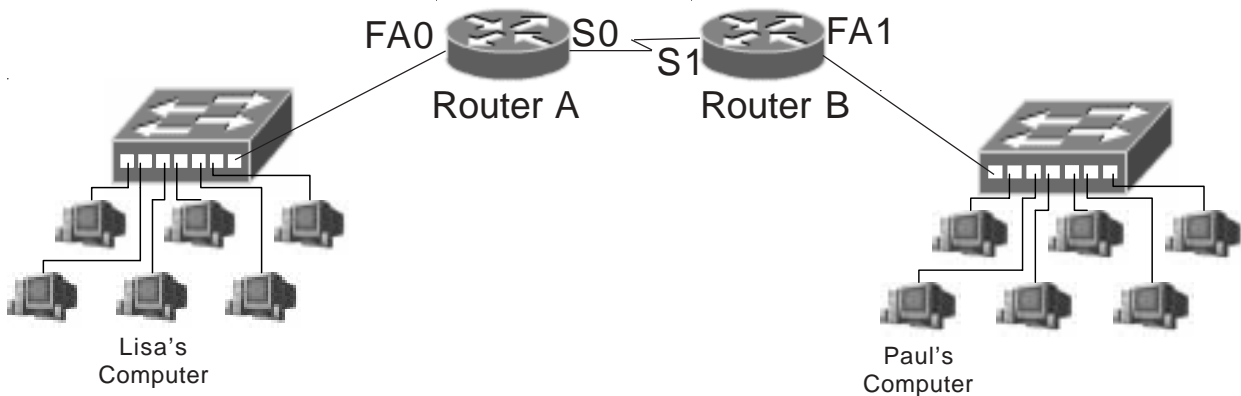 FA0
S0
S1
FA1
Router A
Router B
Lisa's
Computer
Paul's
Computer